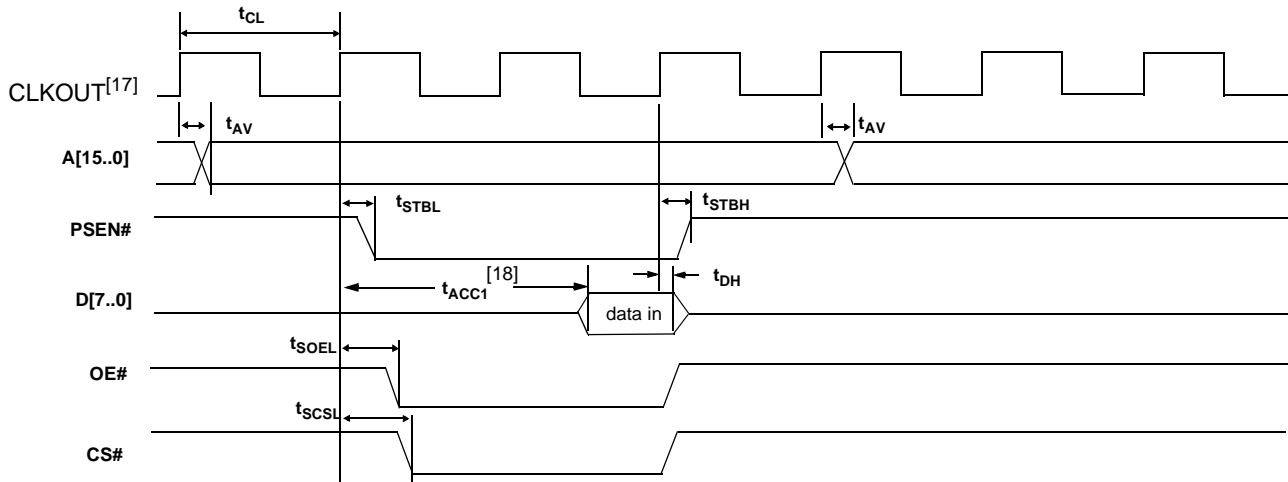 tCL
CLKOUT[17]
tAV
tAV
A[15..0]
tSTBL
tSTBH
PSEN#
[18]
tACC1
tDH
D[7..0]
data in
tSOEL
OE#
tSCSL
CS#